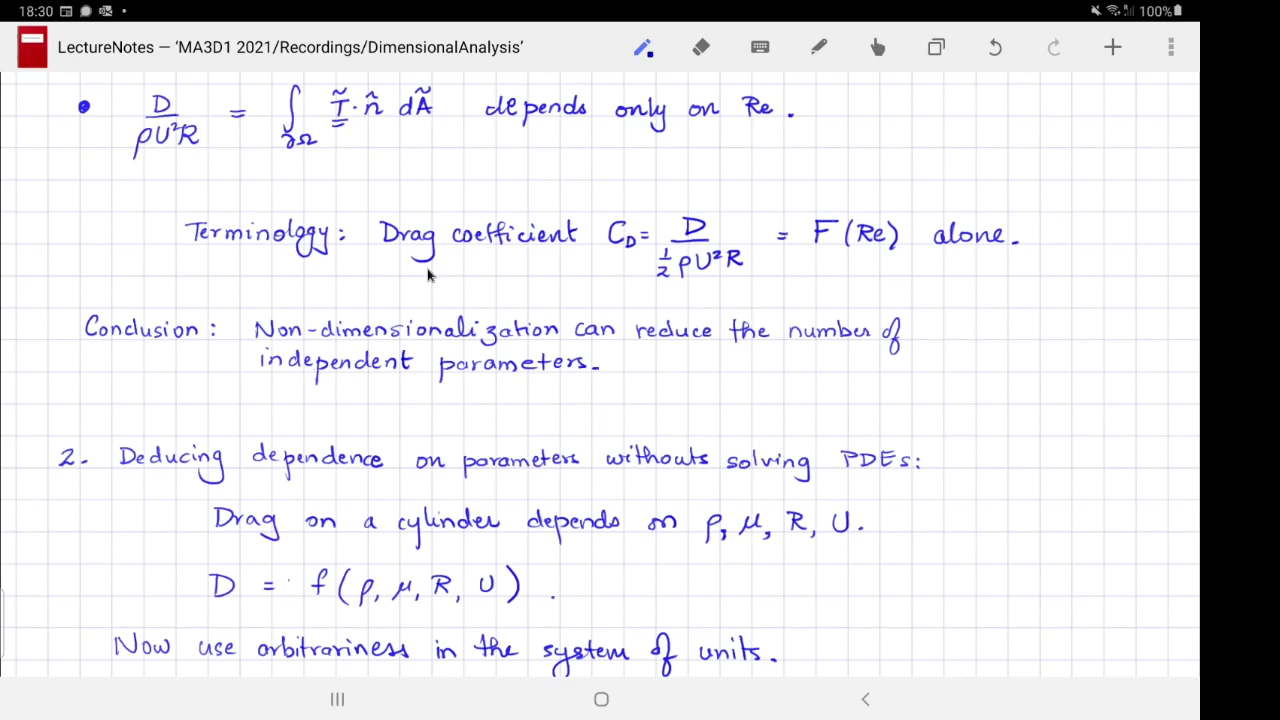 18:30 100%
LectureNotes — ‘MA3D1 2021/Recordings/DimensionalAnalysis’
• D / ρU²R = ∫_∂Ω T̃ · n̂ dÃ depends only on Re.
Terminology: Drag coefficient C_D = D / ½ρU²R = F(Re) alone.
Conclusion: Non-dimensionalization can reduce the number of
independent parameters.
2. Deducing dependence on parameters withouts solving PDEs:
Drag on a cylinder depends on ρ, μ, R, U.
D = f(ρ, μ, R, U).
Now use arbitrariness in the system of units.